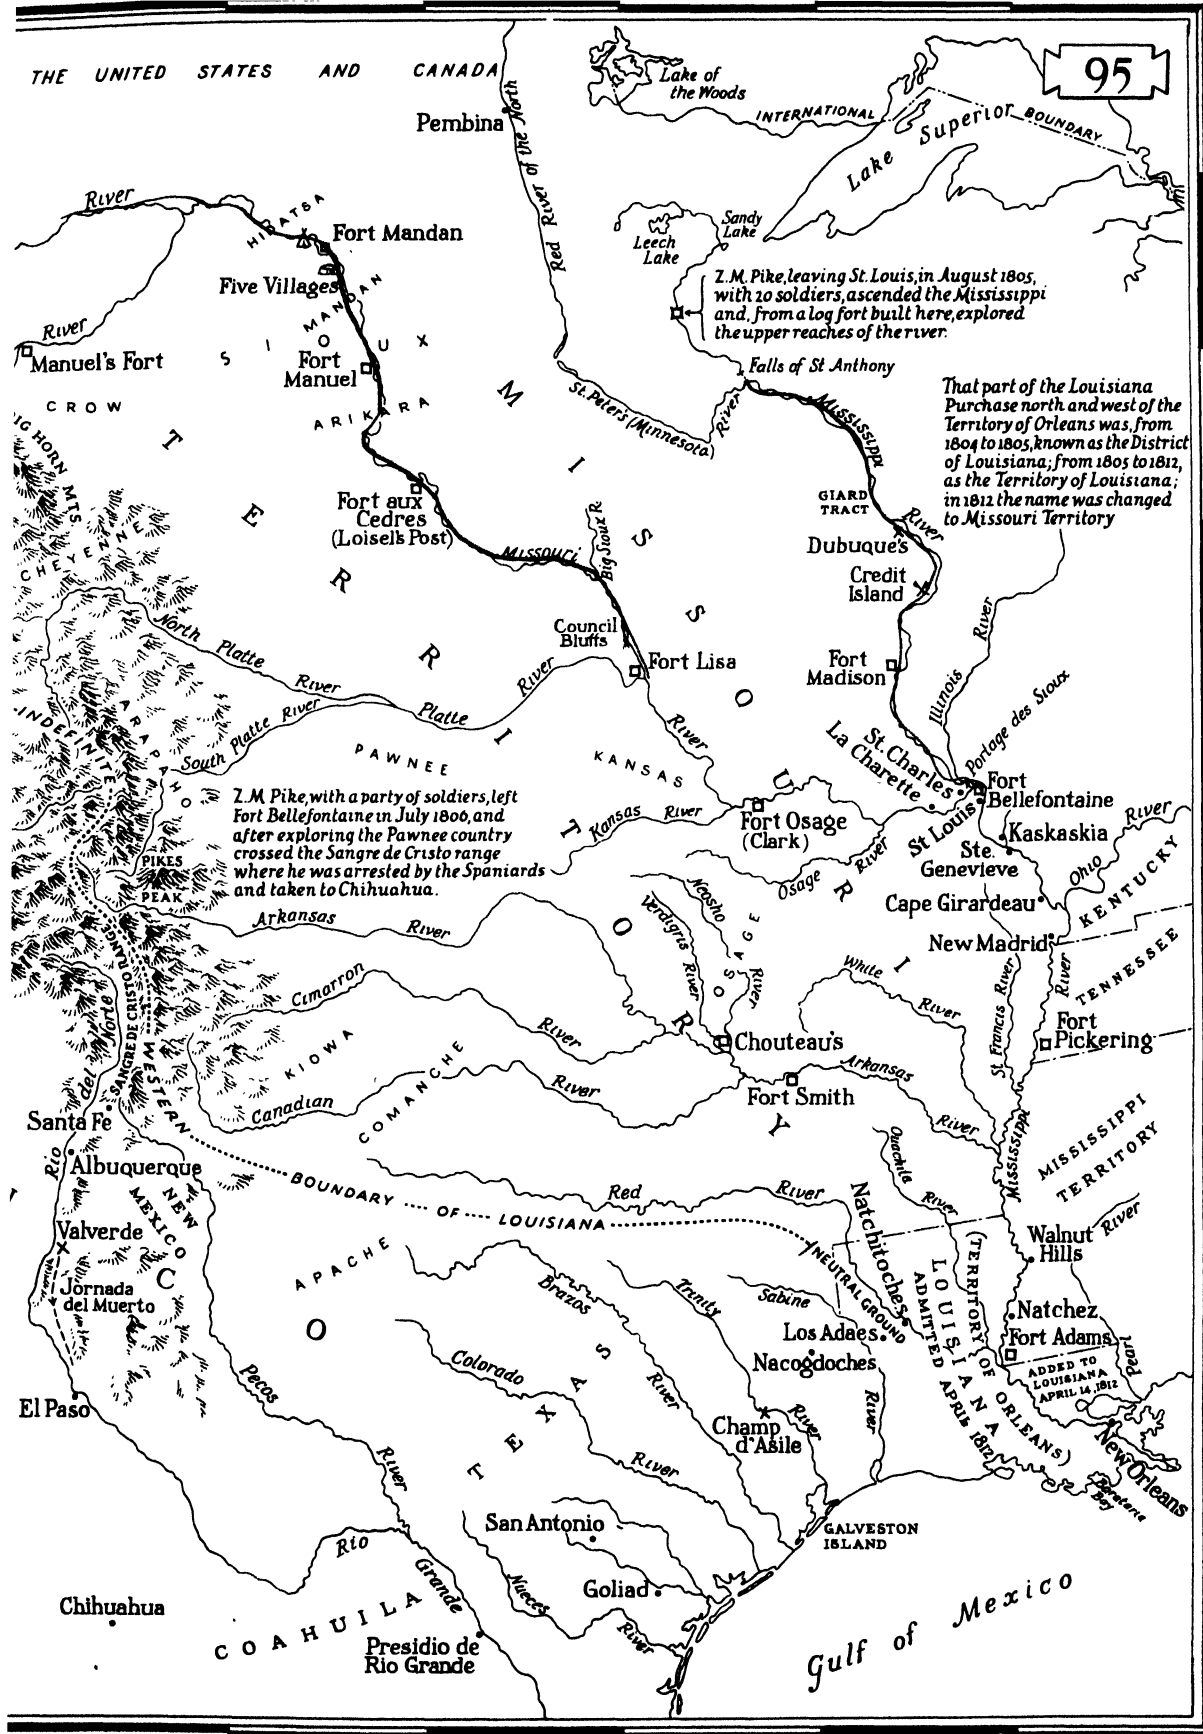 THE UNITED STATES AND CANADA
95
Lake of
the Woods
INTERNATIONAL
BOUNDARY
Lake Superior
Pembina
Red River of the North
River
HIDATSA
Fort Mandan
Five Villages
MANDAN
Sandy
Lake
Leech
Lake
Z.M. Pike, leaving St. Louis, in August 1805,
with 20 soldiers, ascended the Mississippi
and, from a log fort built here, explored
the upper reaches of the river.
River
Manuel's Fort
SIOUX
Fort
Manuel
CROW
ARIKARA
Falls of St Anthony
St. Peter's (Minnesota)
River
Mississippi
River
That part of the Louisiana
Purchase north and west of the
Territory of Orleans was, from
1804 to 1805, known as the District
of Louisiana; from 1805 to 1812,
as the Territory of Louisiana;
in 1812 the name was changed
to Missouri Territory
IG HORN MTS
CHEYENNE
MISSOURI
TERRITORY
Fort aux
Cedres
(Loisel's Post)
Missouri
Big Sioux R.
GIARD
TRACT
Dubuque's
Credit
Island
Council
Bluffs
Fort Lisa
Fort
Madison
North Platte River
South Platte River
Platte River
River
Illinois River
Portage des Sioux
INDEFINITE
ARAPAHO
PAWNEE
KANSAS
St. Charles
La Charette
Fort
Bellefontaine
St Louis
Z.M Pike, with a party of soldiers, left
Fort Bellefontaine in July 1806, and
after exploring the Pawnee country
crossed the Sangre de Cristo range
where he was arrested by the Spaniards
and taken to Chihuahua.
Kansas River
Fort Osage
(Clark)
Osage River
Kaskaskia
Ste.
Genevieve
River
Ohio
KENTUCKY
PIKES
PEAK
Arkansas River
Neosho
River
Verdigris River
OSAGE
Cape Girardeau
New Madrid
TENNESSEE
SANGRE DE CRISTO RANGE
Cimarron
River
White River
St Francis River
River
Rio del Norte
KIOWA
Chouteau's
Fort
Pickering
Canadian
River
COMANCHE
Fort Smith
Arkansas
River
Santa Fe
WESTERN
BOUNDARY OF LOUISIANA
Mississippi
MISSISSIPPI
TERRITORY
Albuquerque
NEW
MEXICO
Ouachita
River
Red River
Natchitoches
NEUTRAL GROUND
Walnut
Hills
River
Valverde
C
APACHE
Jornada
del Muerto
O
Brazos
River
Trinity
River
Sabine
River
Los Adaes
Nacogdoches
LOUISIANA
(TERRITORY OF ORLEANS)
ADMITTED APRIL 1812
Natchez
Fort Adams
ADDED TO
LOUISIANA
APRIL 14, 1812
Pearl
Pecos
River
Colorado
River
TEXAS
El Paso
Champ
d'Asile
New Orleans
Barataria
Bay
San Antonio
GALVESTON
ISLAND
Rio Grande
Goliad
Nueces
River
Chihuahua
COAHUILA
Presidio de
Rio Grande
Gulf of Mexico